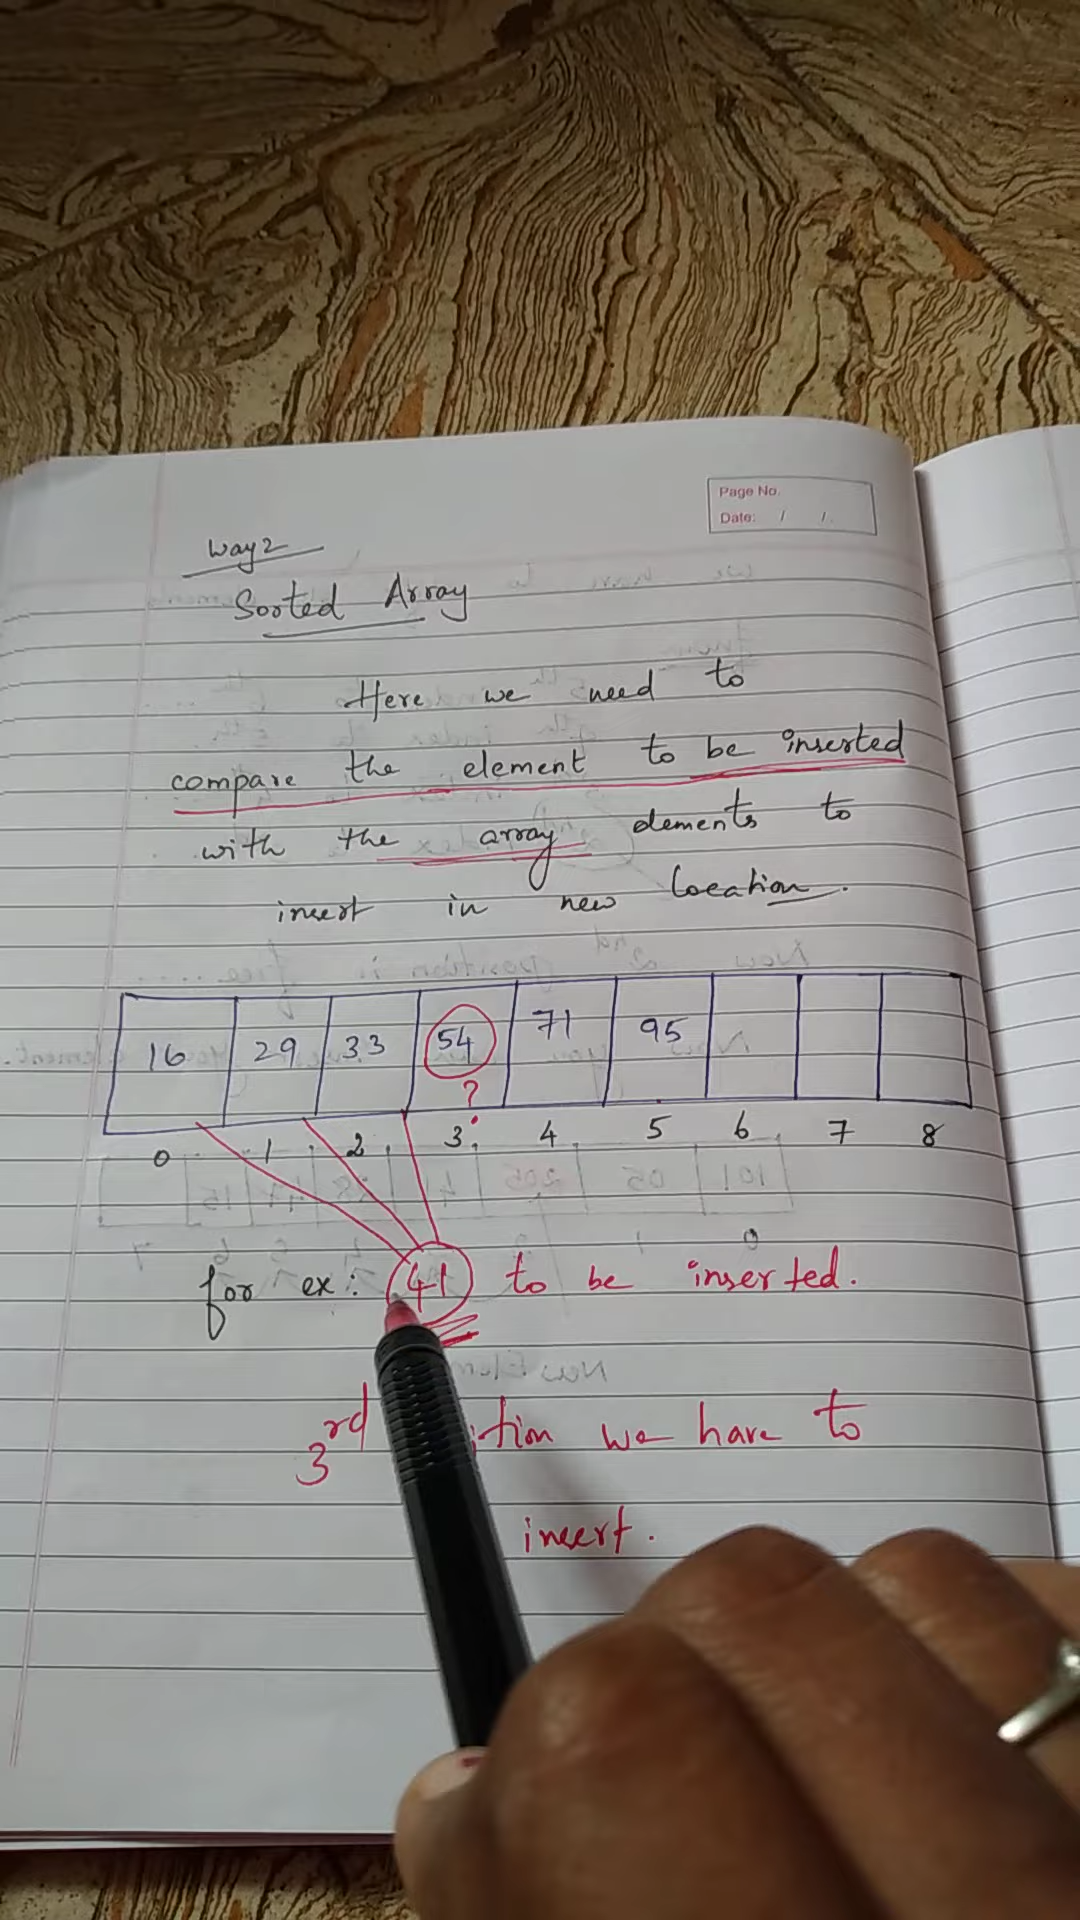 Page No.
Date: / /.
Way 2
Sorted Array
Here we need to
compare the element to be inserted
with the array elements to
insert in new location.
16 29 33 54 71 95
?
0 1 2 3 4 5 6 7 8
for ex: 41 to be inserted.
3rd we have to
insert.